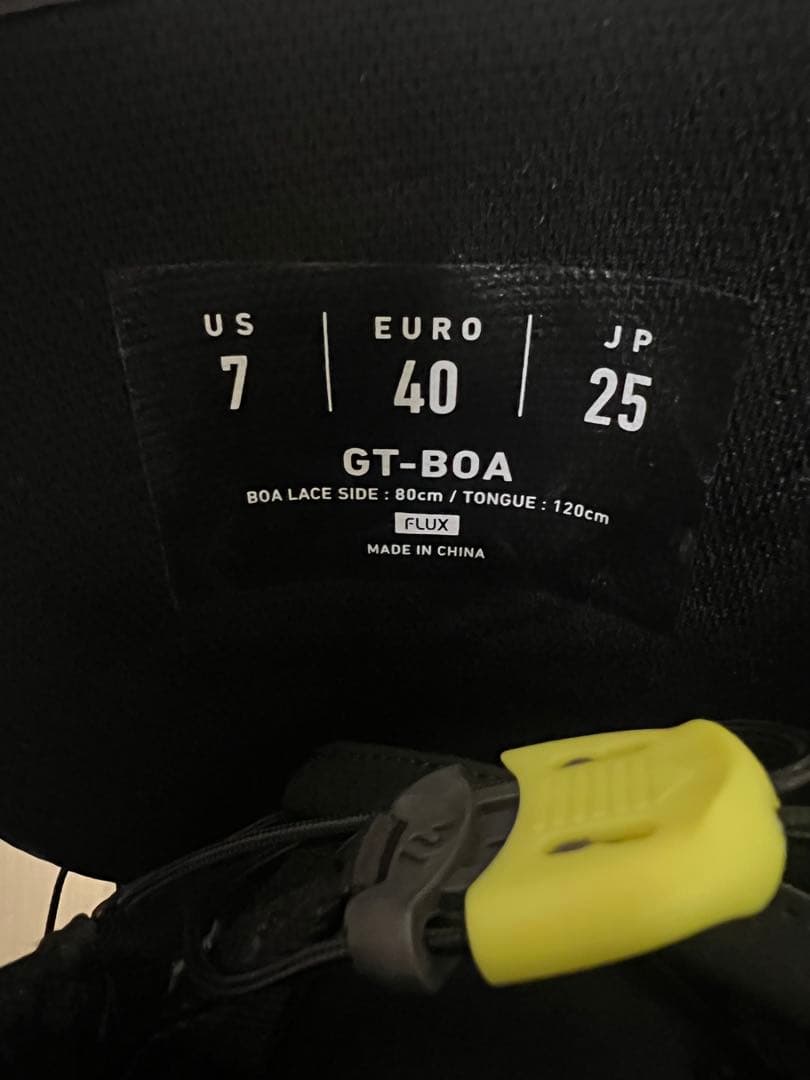 US | EURO | JP
7 | 40 | 25
GT-BOA
BOA LACE SIDE : 80cm / TONGUE : 120cm
FLUX
MADE IN CHINA